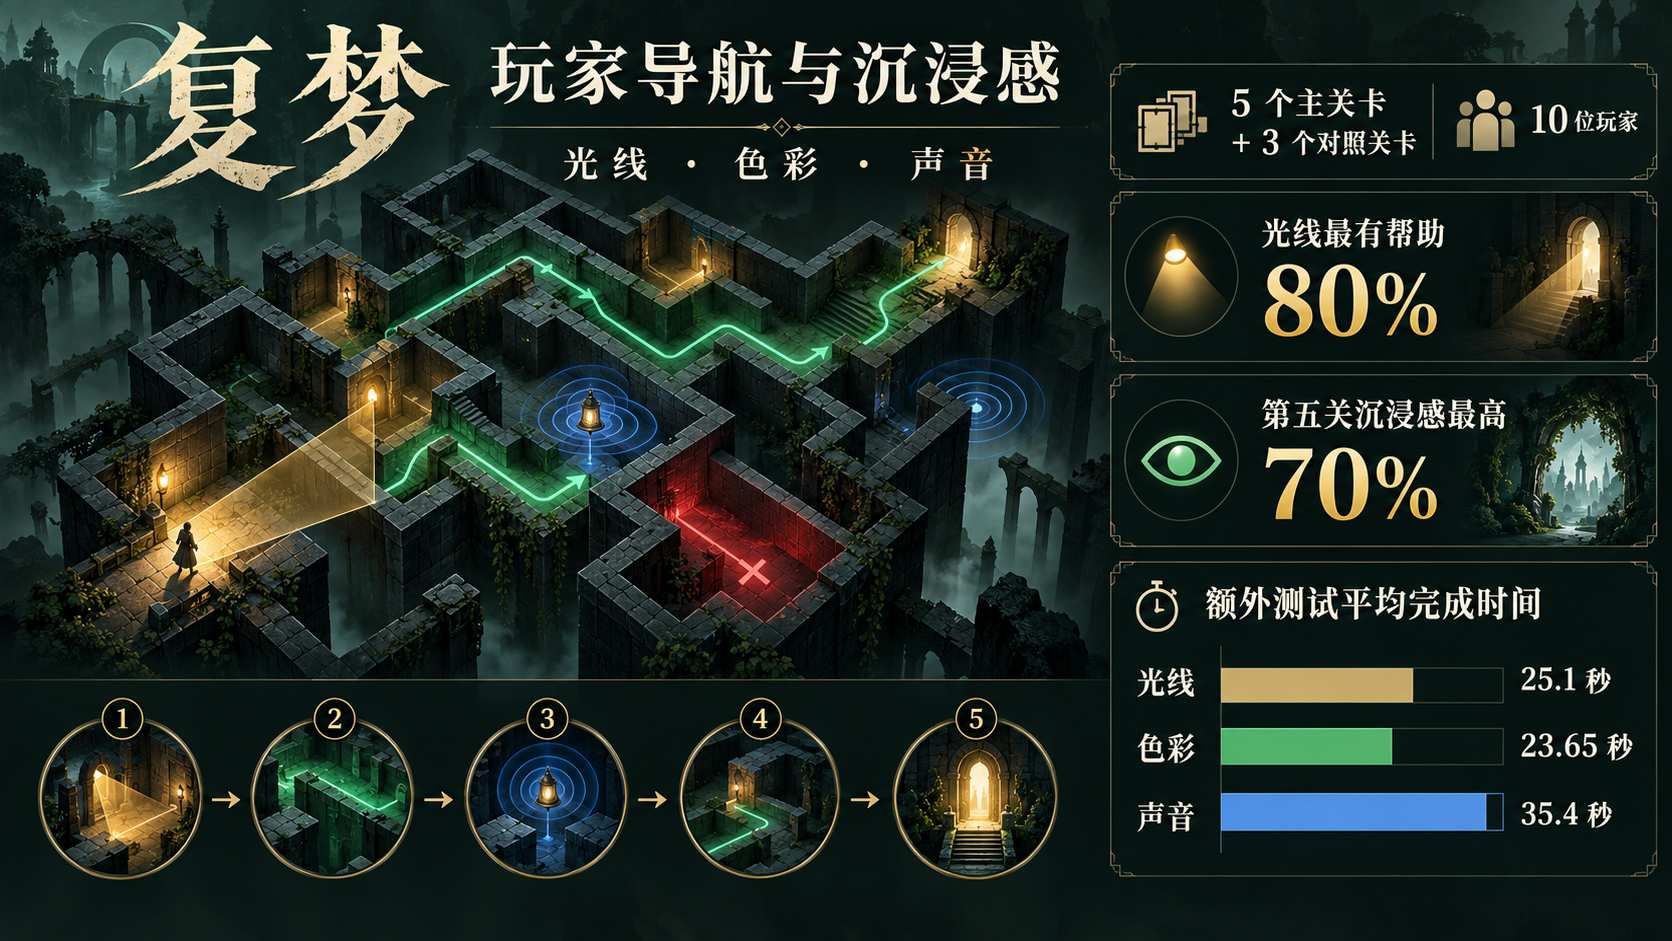 复梦
玩家导航与沉浸感
光线 · 色彩 · 声音
5 个主关卡
+ 3 个对照关卡
10 位玩家
光线最有帮助
80%
第五关沉浸感最高
70%
额外测试平均完成时间
光线 25.1 秒
色彩 23.65 秒
声音 35.4 秒
1 2 3 4 5